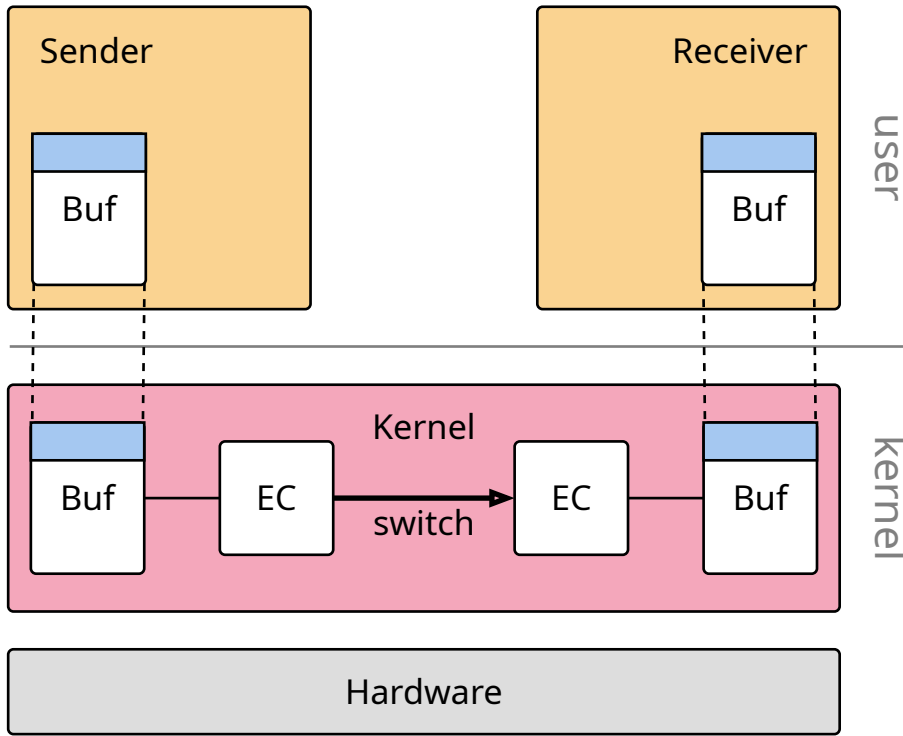 Sender
Receiver
user
Buf
Buf
Kernel
kernel
Buf
EC
switch
EC
Buf
Hardware